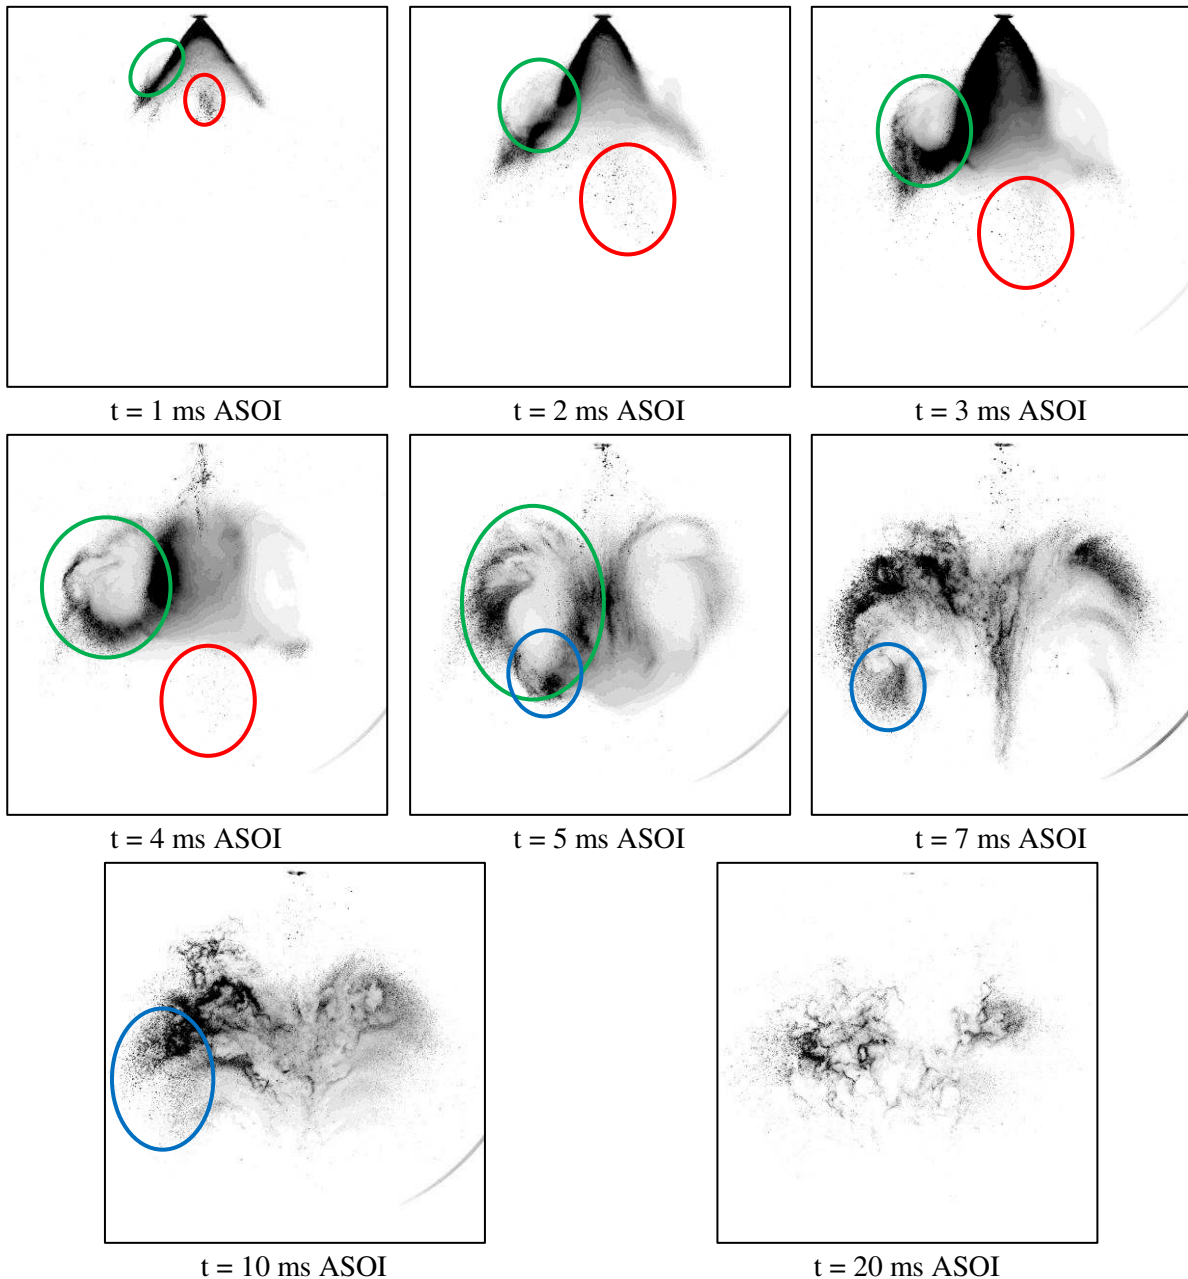 t = 1 ms ASOI
t = 2 ms ASOI
t = 3 ms ASOI
t = 4 ms ASOI
t = 5 ms ASOI
t = 7 ms ASOI
t = 10 ms ASOI
t = 20 ms ASOI